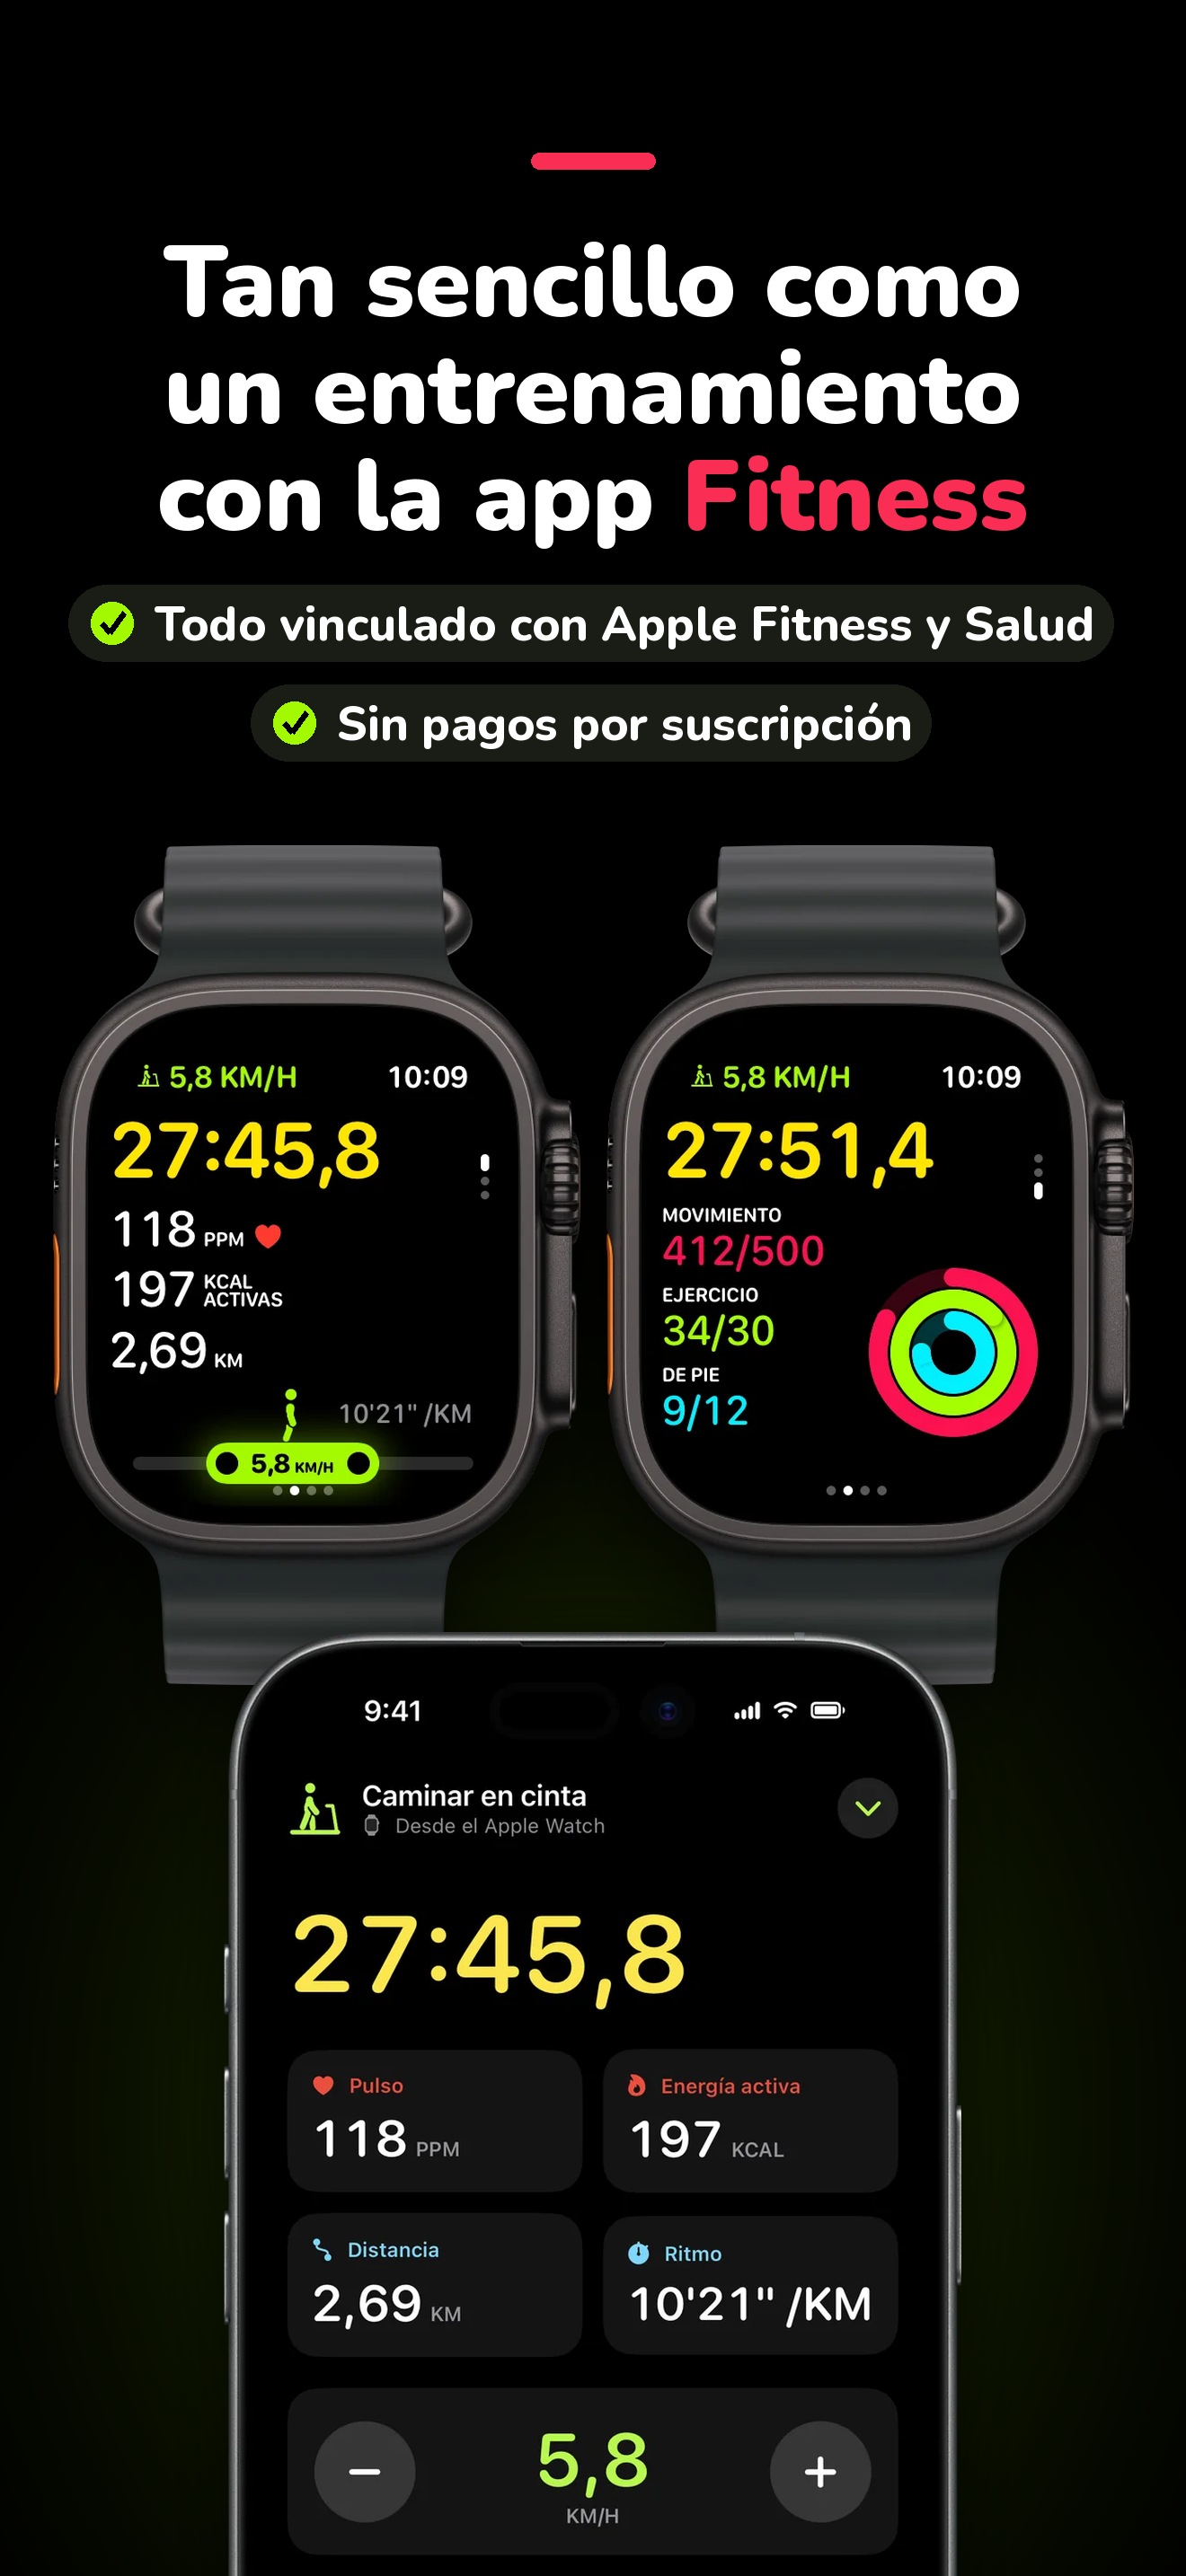 Tan sencillo como
un entrenamiento
con la app Fitness
Todo vinculado con Apple Fitness y Salud
Sin pagos por suscripción
5,8 KM/H 10:09
27:45,8
118 PPM
197 KCAL ACTIVAS
2,69 KM
10'21" /KM
5,8 KM/H
5,8 KM/H 10:09
27:51,4
MOVIMIENTO
412/500
EJERCICIO
34/30
DE PIE
9/12
9:41
Caminar en cinta
Desde el Apple Watch
27:45,8
Pulso
118 PPM
Energía activa
197 KCAL
Distancia
2,69 KM
Ritmo
10'21" /KM
5,8
KM/H